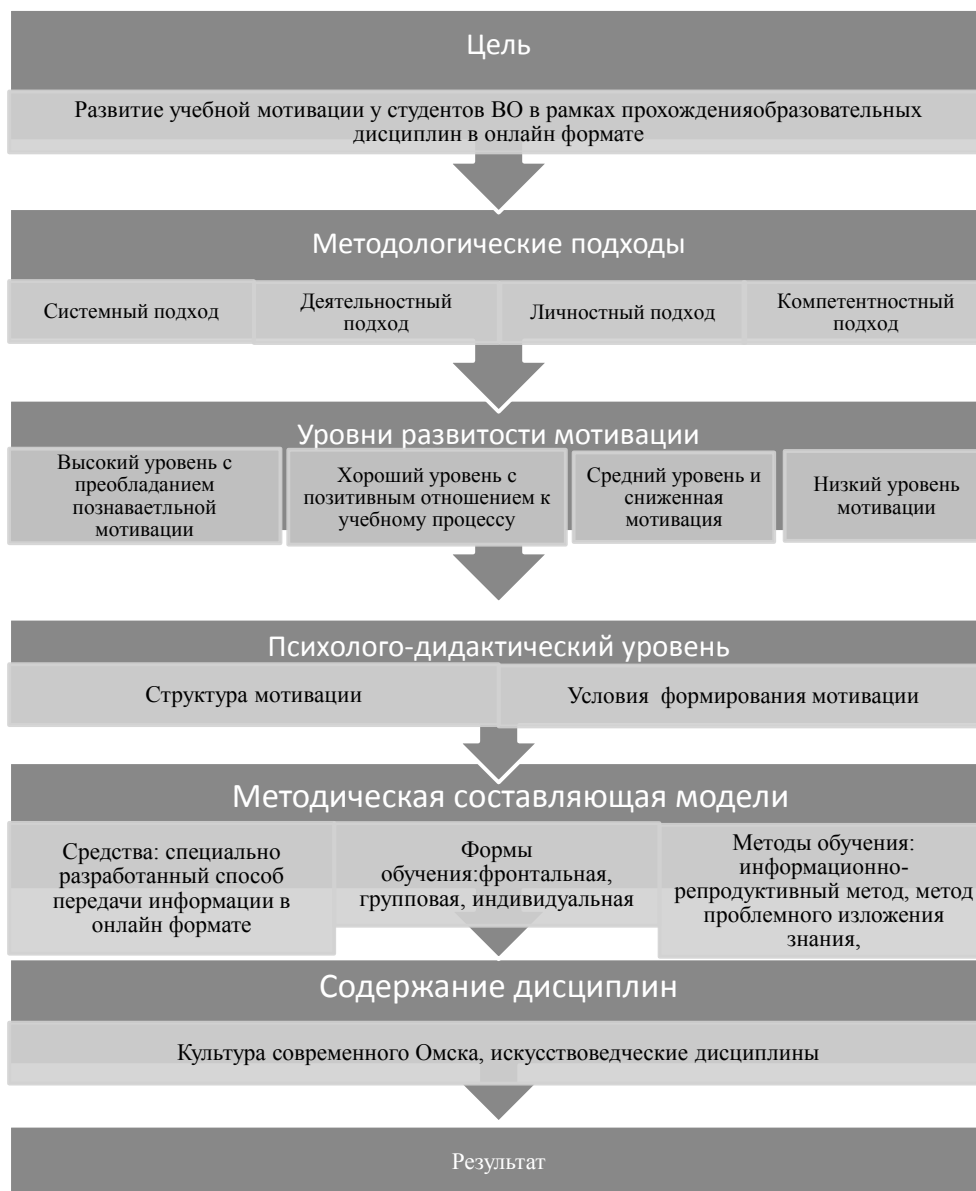 Цель
Развитие учебной мотивации у студентов ВО в рамках прохожденияобразовательных
дисциплин в онлайн формате
Методологические подходы
Системный подход
Деятельностный
подход
Личностный подход
Компетентностный
подход
Уровни развитости мотивации
Высокий уровень с
преобладанием
познаваетльной
мотивации
Хороший уровень с
позитивным отношением к
учебному процессу
Средний уровень и
сниженная
мотивация
Низкий уровень
мотивации
Психолого-дидактический уровень
Структура мотивации
Условия формирования мотивации
Методическая составляющая модели
Средства: специально
разработанный способ
передачи информации в
онлайн формате
Формы
обучения:фронтальная,
групповая, индивидуальная
Методы обучения:
информационно-
репродуктивный метод, метод
проблемного изложения
знания,
Содержание дисциплин
Культура современного Омска, искусствоведческие дисциплины
Результат